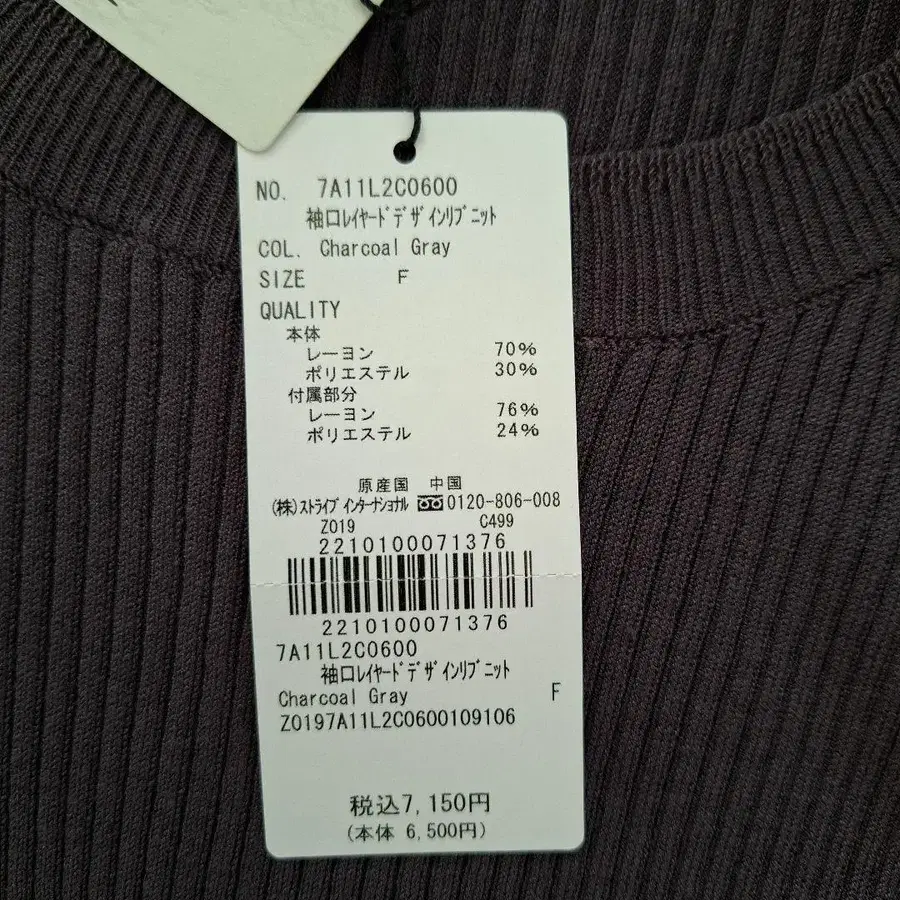 NO. 7A11L2C0600
袖口ﾚｲﾔｰﾄﾞﾃﾞｻﾞｲﾝﾘﾌﾞﾆｯﾄ
COL. Charcoal Gray
SIZE F
QUALITY
本体
レーヨン 70%
ポリエステル 30%
付属部分
レーヨン 76%
ポリエステル 24%
原産国 中国
(株)ｽﾄﾗｲﾌﾟ ｲﾝﾀｰﾅｼｮﾅﾙ 0120-806-008
Z019 C499
2210100071376
2210100071376
7A11L2C0600
袖口ﾚｲﾔｰﾄﾞﾃﾞｻﾞｲﾝﾘﾌﾞﾆｯﾄ
Charcoal Gray F
Z0197A11L2C0600109106
税込7,150円
(本体 6,500円)